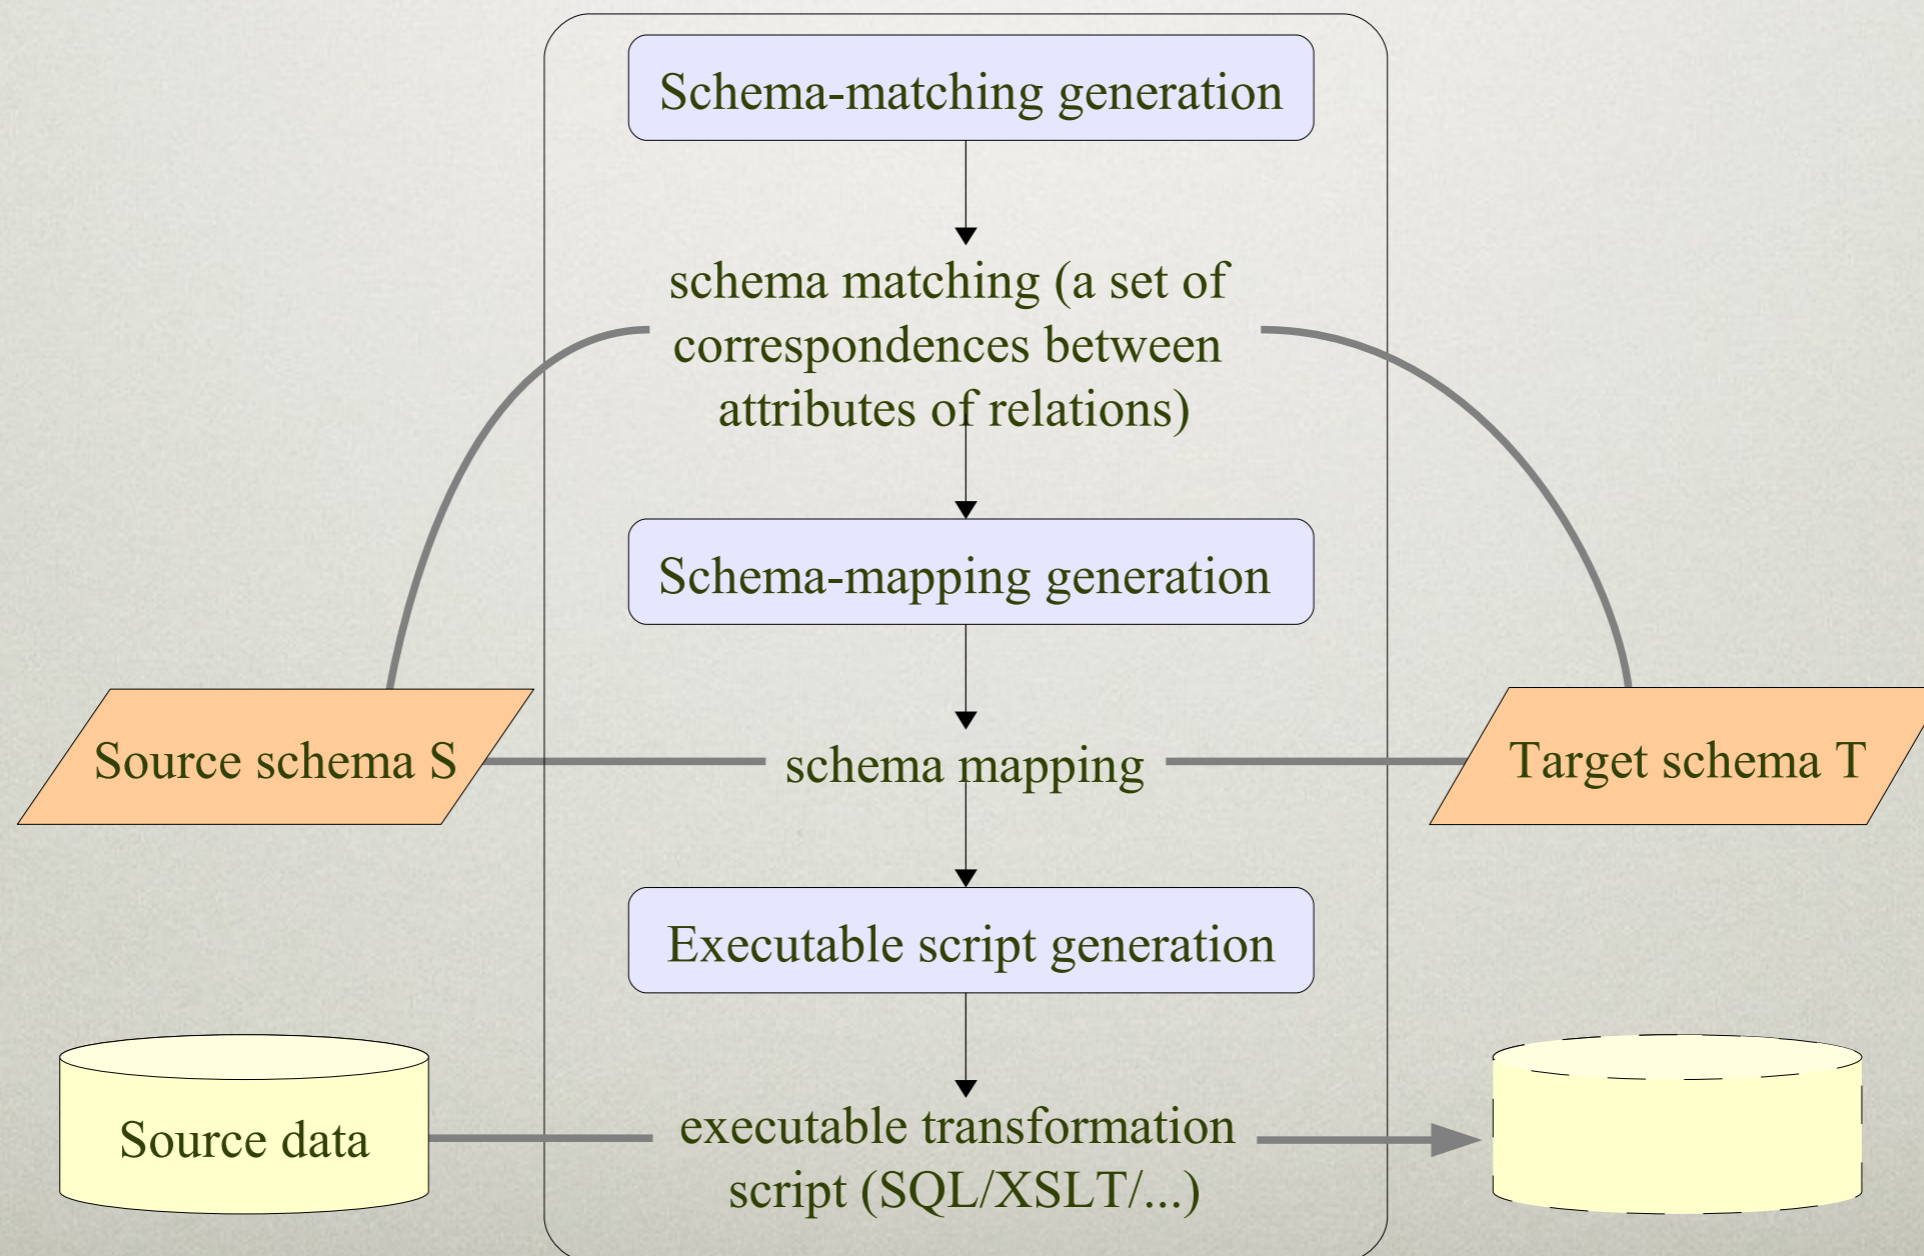 Schema-matching generation
schema matching (a set of
correspondences between
attributes of relations)
Schema-mapping generation
Source schema S
schema mapping
Target schema T
Executable script generation
Source data
executable transformation
script (SQL/XSLT/...)